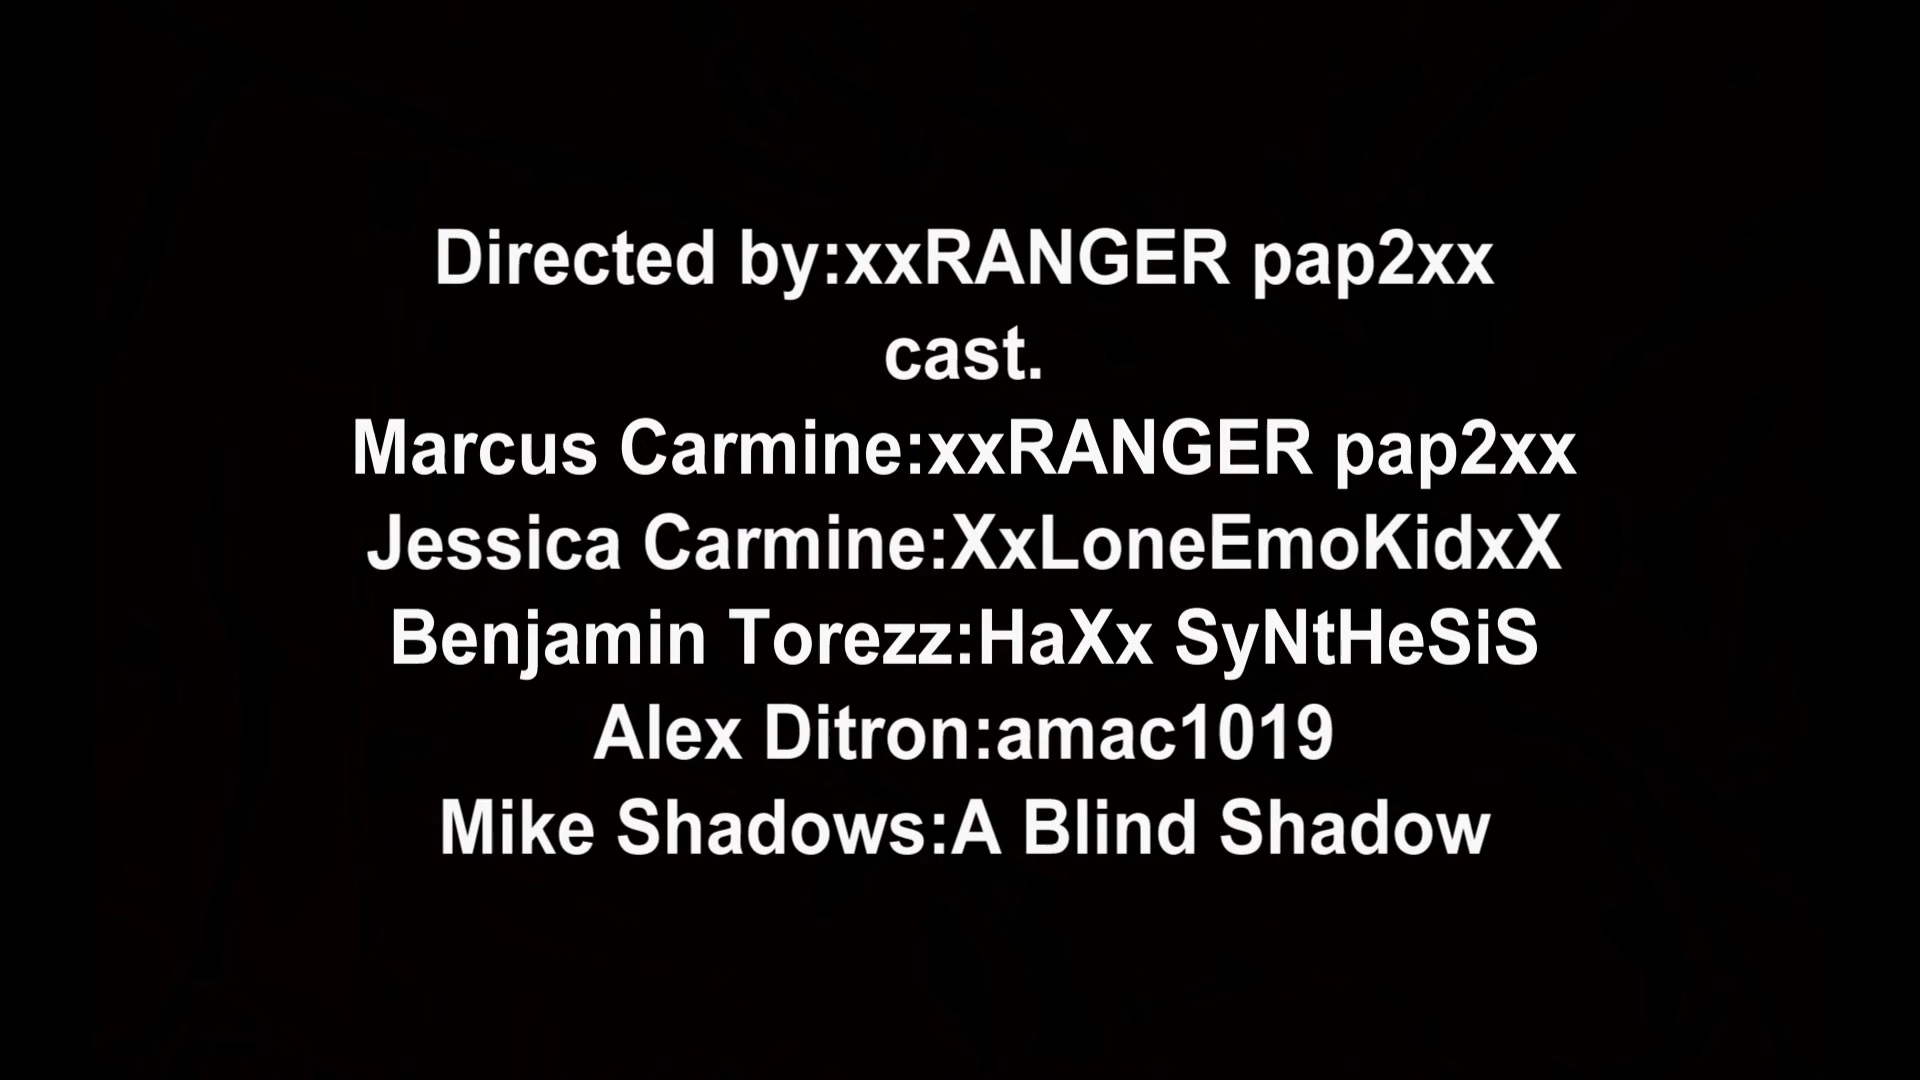 Directed by:xxRANGER pap2xx
cast.
Marcus Carmine:xxRANGER pap2xx
Jessica Carmine:XxLoneEmoKidxX
Benjamin Torezz:HaXx SyNtHeSiS
Alex Ditron:amac1019
Mike Shadows:A Blind Shadow